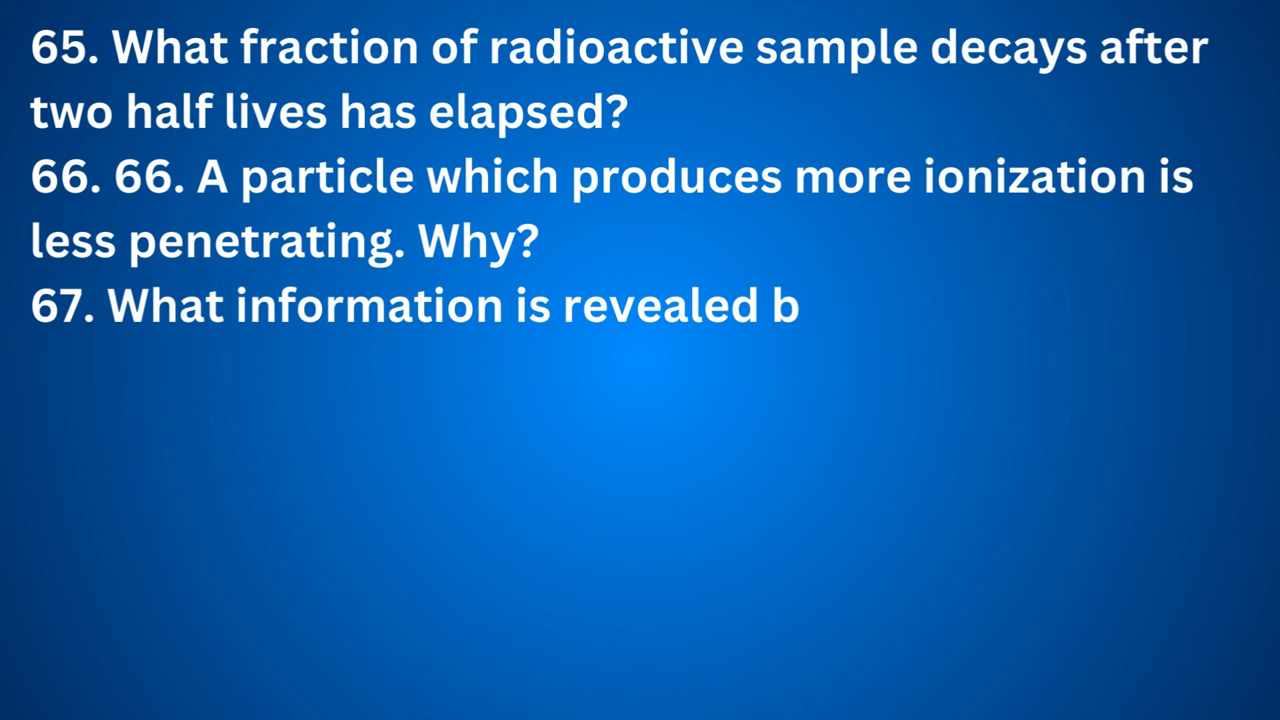 65. What fraction of radioactive sample decays after
two half lives has elapsed?
66. 66. A particle which produces more ionization is
less penetrating. Why?
67. What information is revealed b